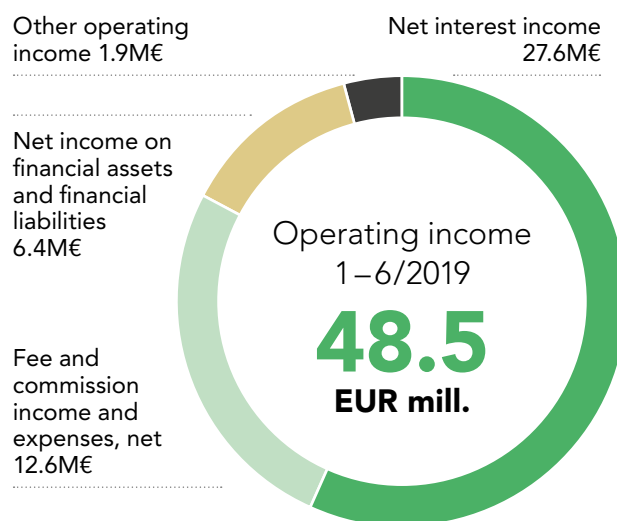 Other operating
income 1.9M€
Net interest income
27.6M€
Net income on
financial assets
and financial
liabilities
6.4M€
Operating income
1–6/2019
48.5
EUR mill.
Fee and
commission
income and
expenses, net
12.6M€